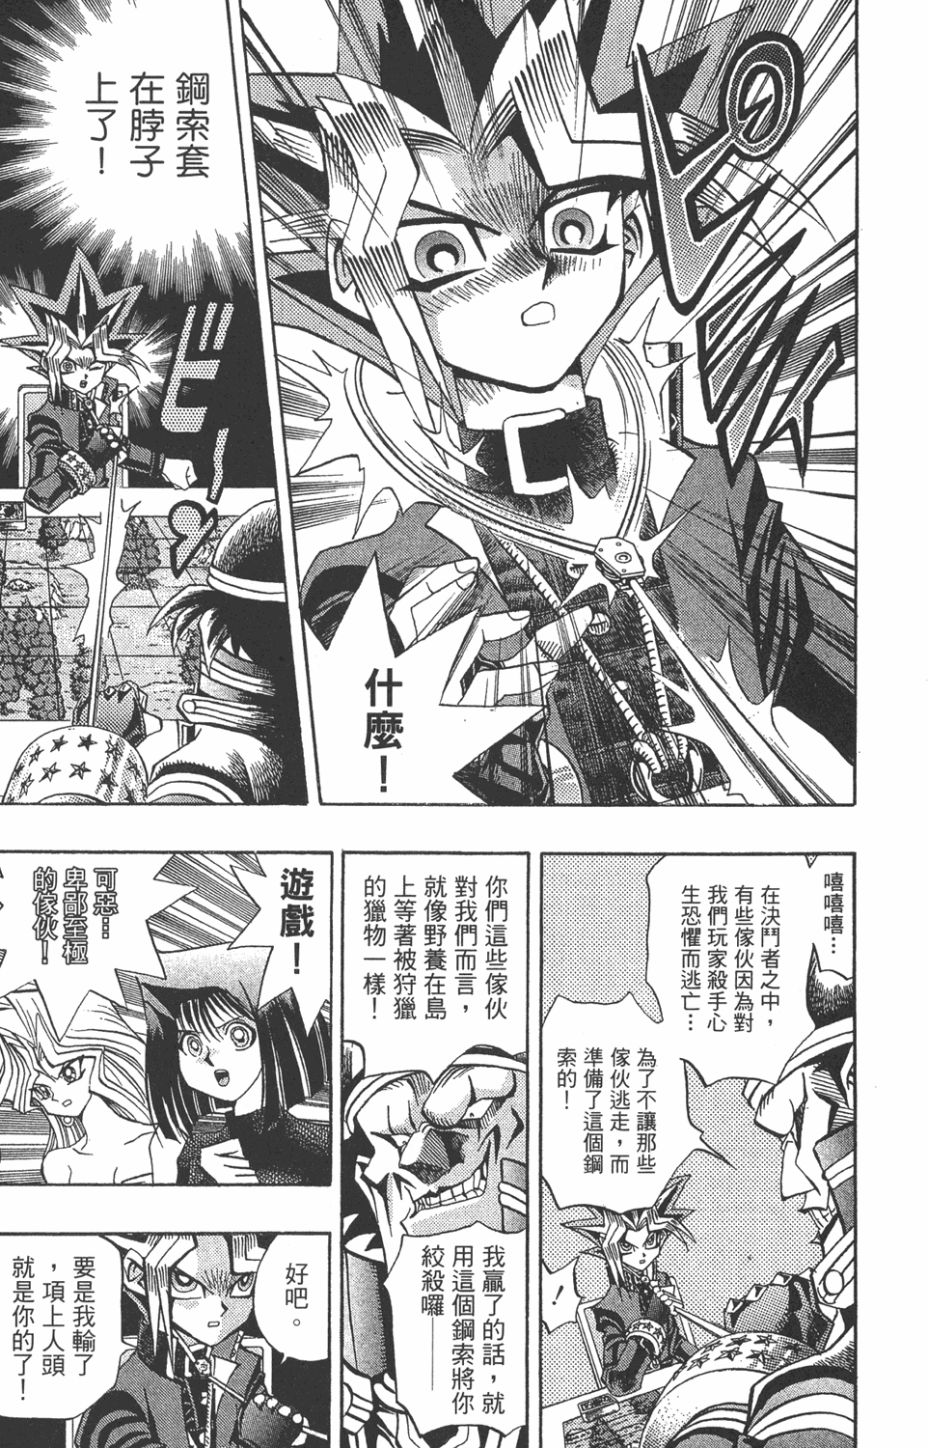 什麼！
鋼索套
在脖子
上了！
嘻嘻嘻…
在決鬥者之中，
有些傢伙因為對
我們玩家殺手心
生恐懼而逃亡…
為了不讓那些
傢伙逃走，而
準備了這個鋼
索的！
！
你們這些傢伙
對我們而言，
就像野養在島
上等著被狩獵
的獵物一樣！
我贏了的話，就
用這個鋼索將你
絞殺囉──
遊戲！
可惡…
卑鄙至極
的傢伙！
好吧。
要是我輸了
，項上人頭
就是你的了！